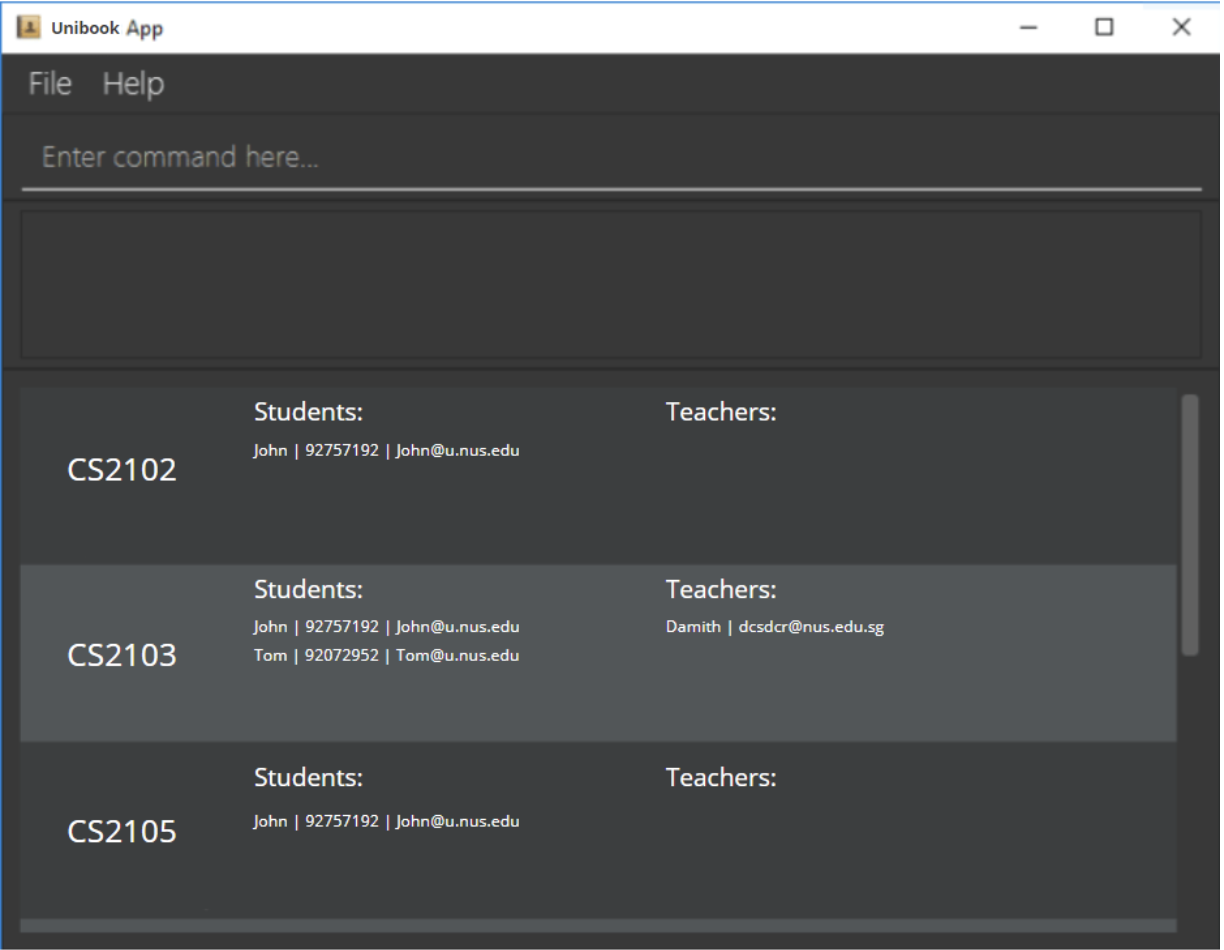 Unibook App
File Help
Enter command here...
CS2102
Students:
John | 92757192 | John@u.nus.edu
Teachers:
CS2103
Students:
John | 92757192 | John@u.nus.edu
Tom | 92072952 | Tom@u.nus.edu
Teachers:
Damith | dcsdcr@nus.edu.sg
CS2105
Students:
John | 92757192 | John@u.nus.edu
Teachers: